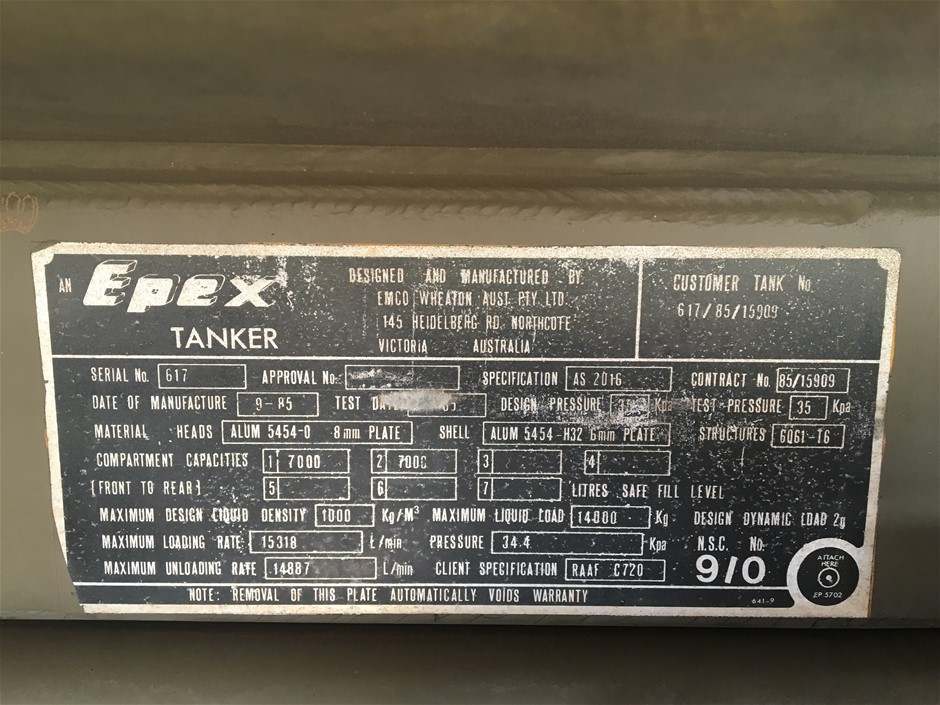 AN Epex TANKER
DESIGNED AND MANUFACTURED BY
EMCO WHEATON AUST PTY LTD
145 HEIDELBERG RD NORTHCOTE
VICTORIA AUSTRALIA
CUSTOMER TANK No.
617/85/15909
SERIAL No. 617 APPROVAL No. SPECIFICATION AS 2016 CONTRACT No. 85/15909
DATE OF MANUFACTURE 9-85 TEST DATE DESIGN PRESSURE Kpa TEST PRESSURE 35 Kpa
MATERIAL HEADS ALUM 5454-0 8mm PLATE SHELL ALUM 5454-H32 6mm PLATE STRUCTURES 6061-T6
COMPARTMENT CAPACITIES 1 7000 2 7000 3 4
(FRONT TO REAR) 5 6 7 LITRES SAFE FILL LEVEL
MAXIMUM DESIGN LIQUID DENSITY 1000 Kg/M³ MAXIMUM LIQUID LOAD 14000 Kg DESIGN DYNAMIC LOAD 2g
MAXIMUM LOADING RATE 15318 L/min PRESSURE 34.4 Kpa N.S.C. No.
MAXIMUM UNLOADING RATE 14887 L/min CLIENT SPECIFICATION RAAF C720 9/0
ATTACH
HERE
EP.5702
NOTE: REMOVAL OF THIS PLATE AUTOMATICALLY VOIDS WARRANTY
641-9